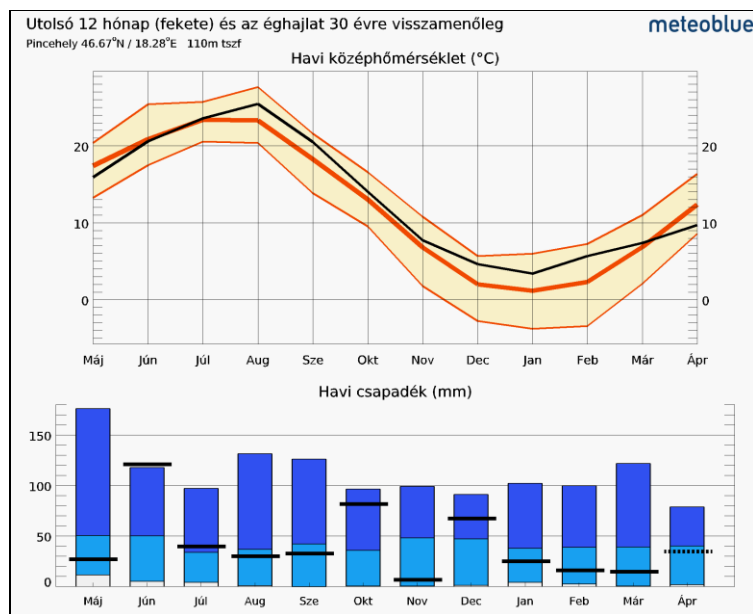 Utolsó 12 hónap (fekete) és az éghajlat 30 évre visszamenőleg
meteoblue
Pincehely 46.67°N / 18.28°E 110m tszf
Havi középhőmérséklet (°C)
20 20
10 10
0 0
Máj Jún Júl Aug Sze Okt Nov Dec Jan Feb Már Ápr
Havi csapadék (mm)
150
100
50
0
Máj Jún Júl Aug Sze Okt Nov Dec Jan Feb Már Ápr